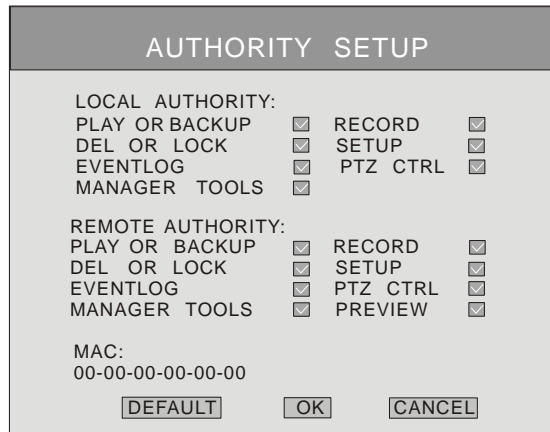 AUTHORITY SETUP
LOCAL AUTHORITY:
PLAY OR BACKUP RECORD
DEL OR LOCK SETUP
EVENTLOG PTZ CTRL
MANAGER TOOLS
REMOTE AUTHORITY:
PLAY OR BACKUP RECORD
DEL OR LOCK SETUP
EVENTLOG PTZ CTRL
MANAGER TOOLS PREVIEW
MAC:
00-00-00-00-00-00
DEFAULT OK CANCEL